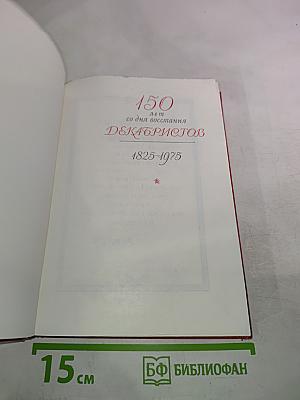 150
лет
со дня восстания
ДЕКАБРИСТОВ
1825-1975
15 см
БФ БИБЛИОФАН